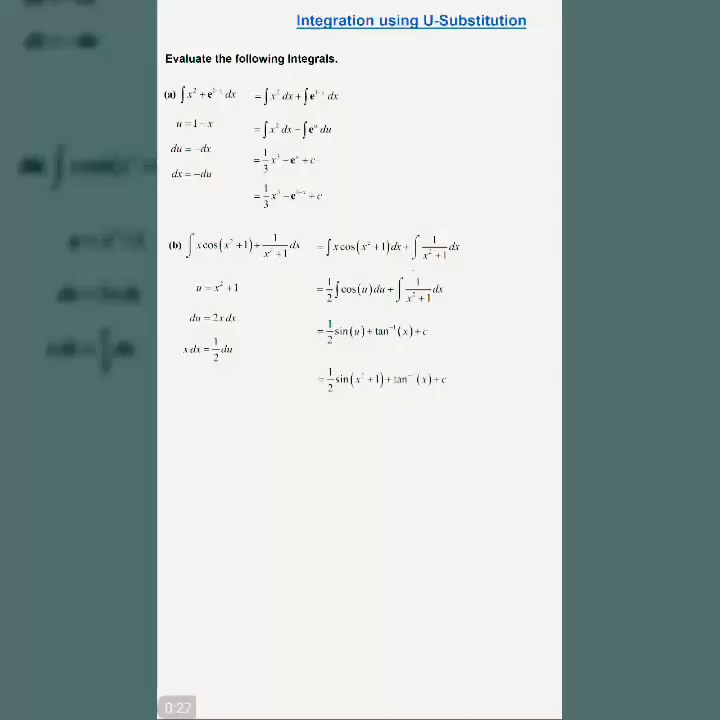 Integration using U-Substitution
Evaluate the following Integrals.
(a) ∫ x² + e^(1−x) dx = ∫ x² dx + ∫ e^(1−x) dx
u = 1 − x = ∫ x² dx − ∫ e^u du
du = −dx = 1/3 x³ − e^u + c
dx = −du = 1/3 x³ − e^(1−x) + c
(b) ∫ x cos(x² + 1) + 1/(x² + 1) dx = ∫ x cos(x² + 1) dx + ∫ 1/(x² + 1) dx
u = x² + 1 = 1/2 ∫ cos(u) du + ∫ 1/(x² + 1) dx
du = 2x dx = 1/2 sin(u) + tan⁻¹(x) + c
x dx = 1/2 du
= 1/2 sin(x² + 1) + tan⁻¹(x) + c
0:27